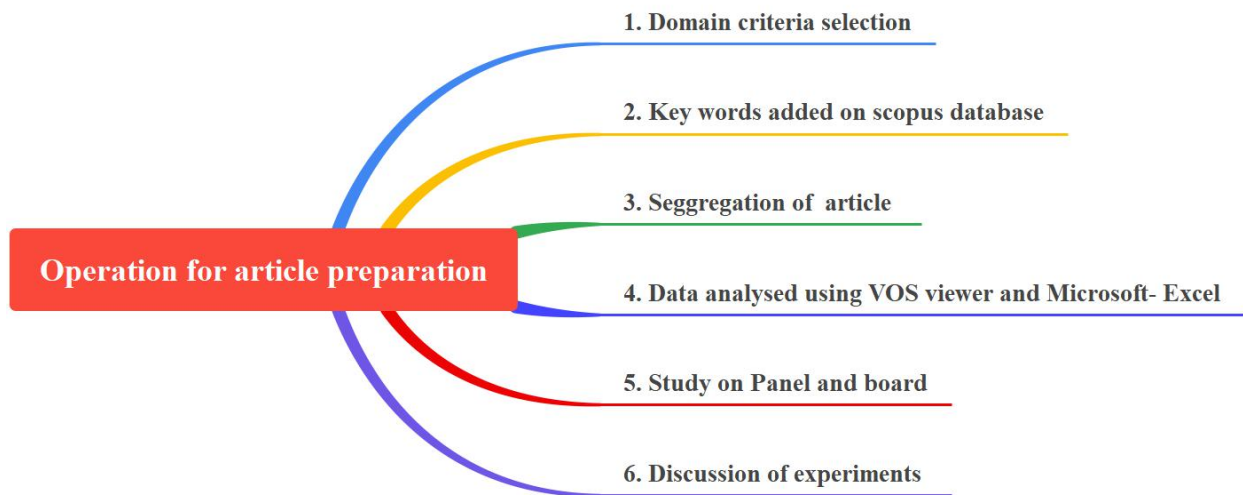 1. Domain criteria selection
2. Key words added on scopus database
3. Seggregation of article
Operation for article preparation
4. Data analysed using VOS viewer and Microsoft- Excel
5. Study on Panel and board
6. Discussion of experiments